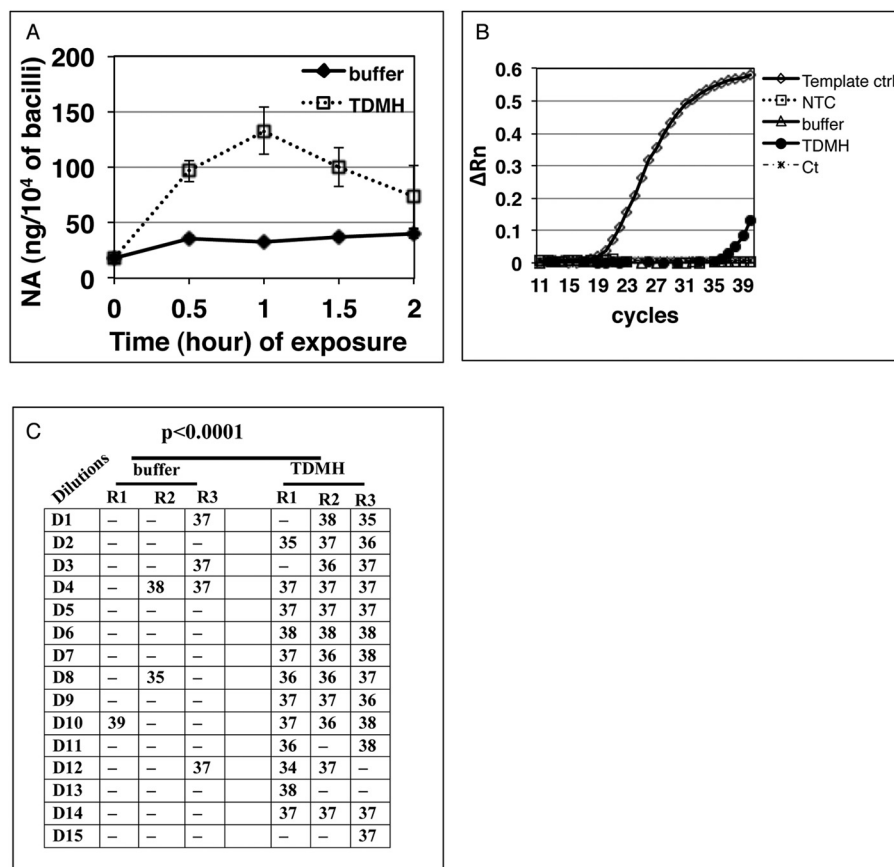 A
200
150
100
50
0
NA (ng/10⁴ of bacilli)
buffer
TDMH
0 0.5 1 1.5 2
Time (hour) of exposure
B
0.6
0.5
0.4
0.3
0.2
0.1
0
ΔRn
11 15 19 23 27 31 35 39
cycles
Template ctrl
NTC
buffer
TDMH
Ct
C
p<0.0001
Dilutions
buffer TDMH
R1 R2 R3 R1 R2 R3
D1 – – 37 – 38 35
D2 – – – 35 37 36
D3 – – 37 – 36 37
D4 – 38 37 37 37 37
D5 – – – 37 37 37
D6 – – – 38 38 38
D7 – – – 37 36 38
D8 – 35 – 36 36 37
D9 – – – 37 37 36
D10 39 – – 37 36 38
D11 – – – 36 – 38
D12 – – 37 34 37 –
D13 – – – 38 – –
D14 – – – 37 37 37
D15 – – – – – 37